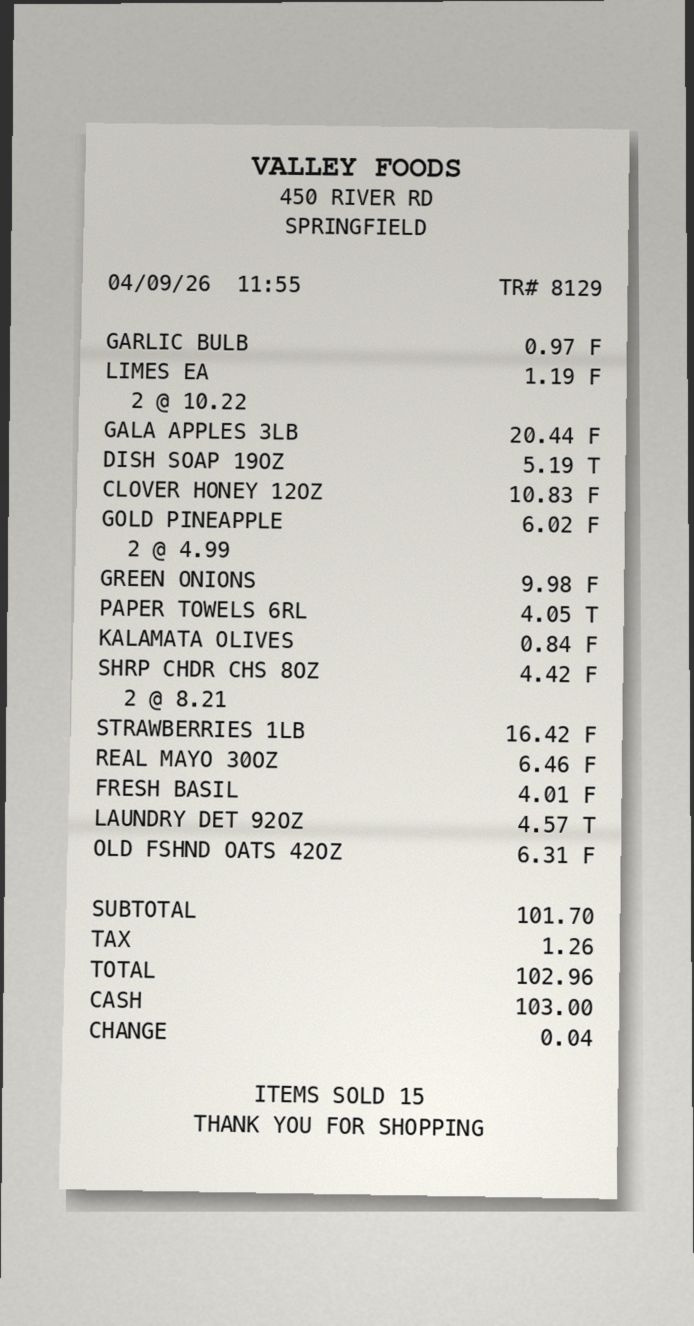 VALLEY FOODS
450 RIVER RD
SPRINGFIELD
04/09/26 11:55 TR# 8129
GARLIC BULB 0.97 F
LIMES EA 1.19 F
2 @ 10.22
GALA APPLES 3LB 20.44 F
DISH SOAP 19OZ 5.19 T
CLOVER HONEY 12OZ 10.83 F
GOLD PINEAPPLE 6.02 F
2 @ 4.99
GREEN ONIONS 9.98 F
PAPER TOWELS 6RL 4.05 T
KALAMATA OLIVES 0.84 F
SHRP CHDR CHS 8OZ 4.42 F
2 @ 8.21
STRAWBERRIES 1LB 16.42 F
REAL MAYO 30OZ 6.46 F
FRESH BASIL 4.01 F
LAUNDRY DET 92OZ 4.57 T
OLD FSHND OATS 42OZ 6.31 F
SUBTOTAL 101.70
TAX 1.26
TOTAL 102.96
CASH 103.00
CHANGE 0.04
ITEMS SOLD 15
THANK YOU FOR SHOPPING